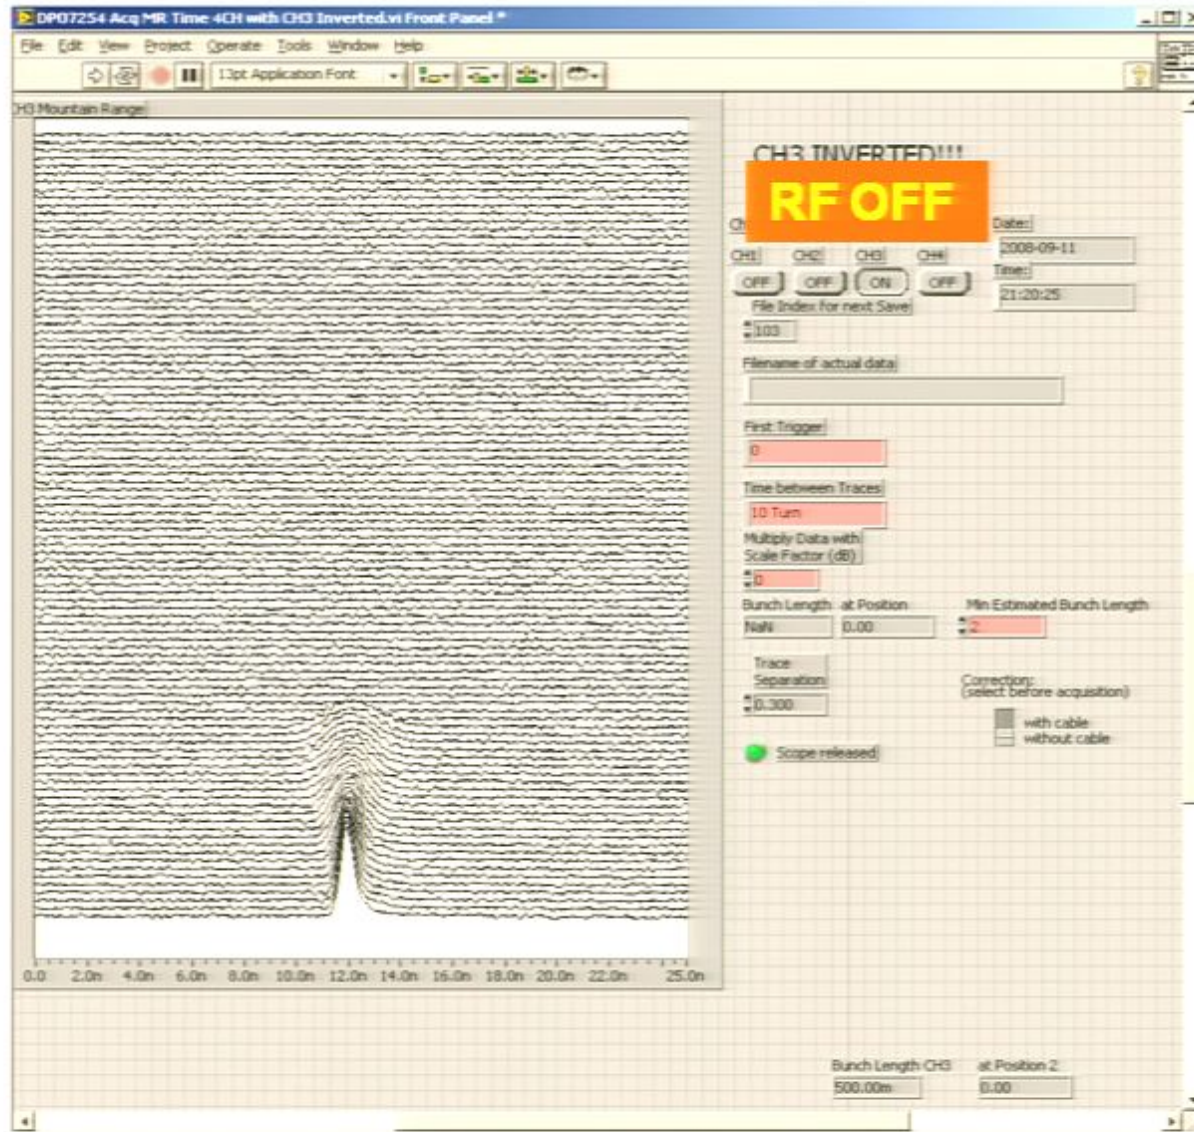 DPO7254 Acq MR Time 4CH with CH3 Inverted.vi Front Panel *
File Edit View Project Operate Tools Window Help
13pt Application Font
CH3 Mountain Range
CH3 INVERTED!!!
RF OFF
Date:
2008-09-11
CH1 CH2 CH3 CH4
OFF OFF ON OFF
Time:
21:20:25
File Index for next Save
103
Filename of actual data
First Trigger
0
Time between Traces
10 Turn
Multiply Data with
Scale Factor (dB)
0
Bunch Length at Position Min Estimated Bunch Length
NaN 0.00 2
Trace
Separation
0.300
Correction:
(select before acquisition)
with cable
without cable
Scope released
0.0 2.0n 4.0n 6.0n 8.0n 10.0n 12.0n 14.0n 16.0n 18.0n 20.0n 22.0n 25.0n
Bunch Length CH3 at Position 2
500.00m 0.00